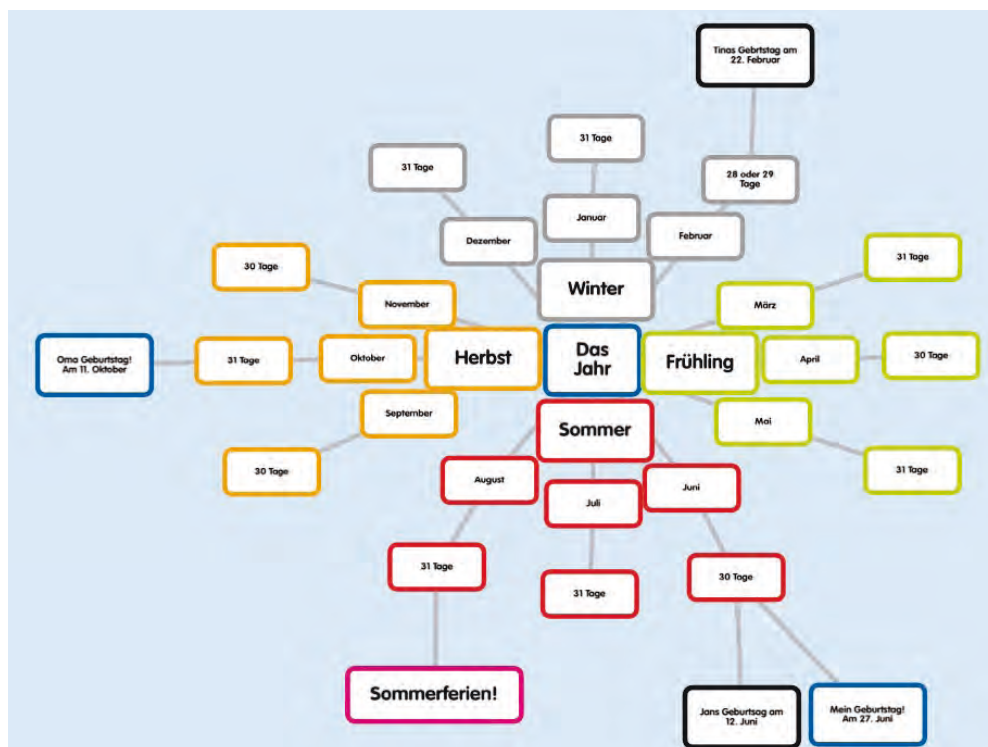 Tinas Gebrtstag am
22. Februar
31 Tage
31 Tage
28 oder 29
Tage
Januar
Dezember
Februar
30 Tage
31 Tage
Winter
November
März
Oma Geburtstag!
Am 11. Oktober
31 Tage
Oktober
Herbst
Das
Jahr
Frühling
April
30 Tage
September
Sommer
Mai
30 Tage
August
Juli
Juni
31 Tage
31 Tage
31 Tage
30 Tage
Sommerferien!
Jans Geburtsag am
12. Juni
Mein Geburtstag!
Am 27. Juni